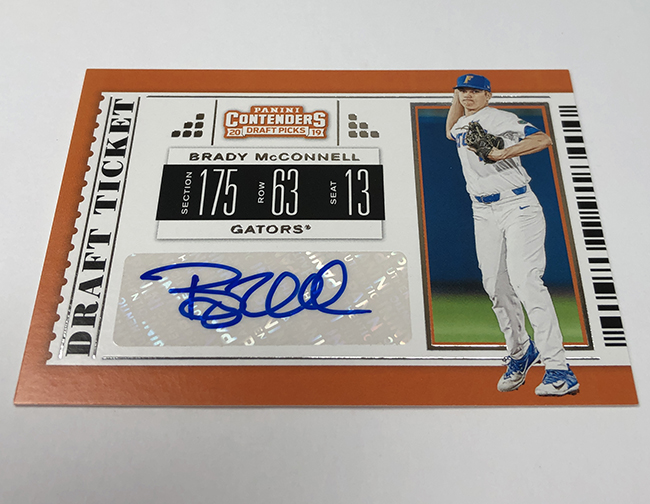 DRAFT TICKET
PANINI
CONTENDERS
20 DRAFT PICKS 19
BRADY McCONNELL
SECTION 175 ROW 63 SEAT 13
GATORS®
F